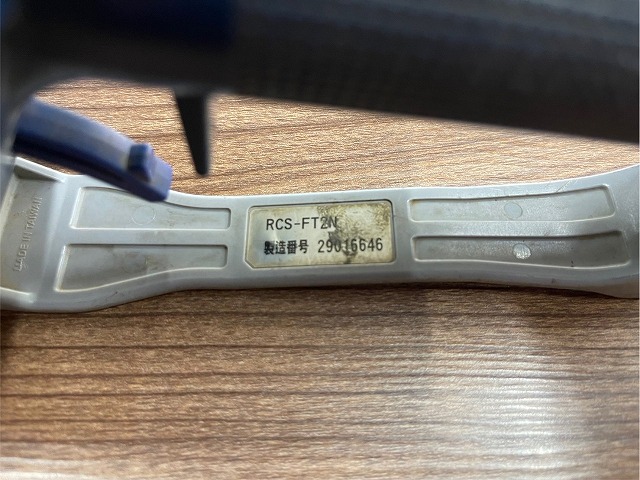 MADE IN TAIWAN
RCS-FT2N
製造番号 29016646